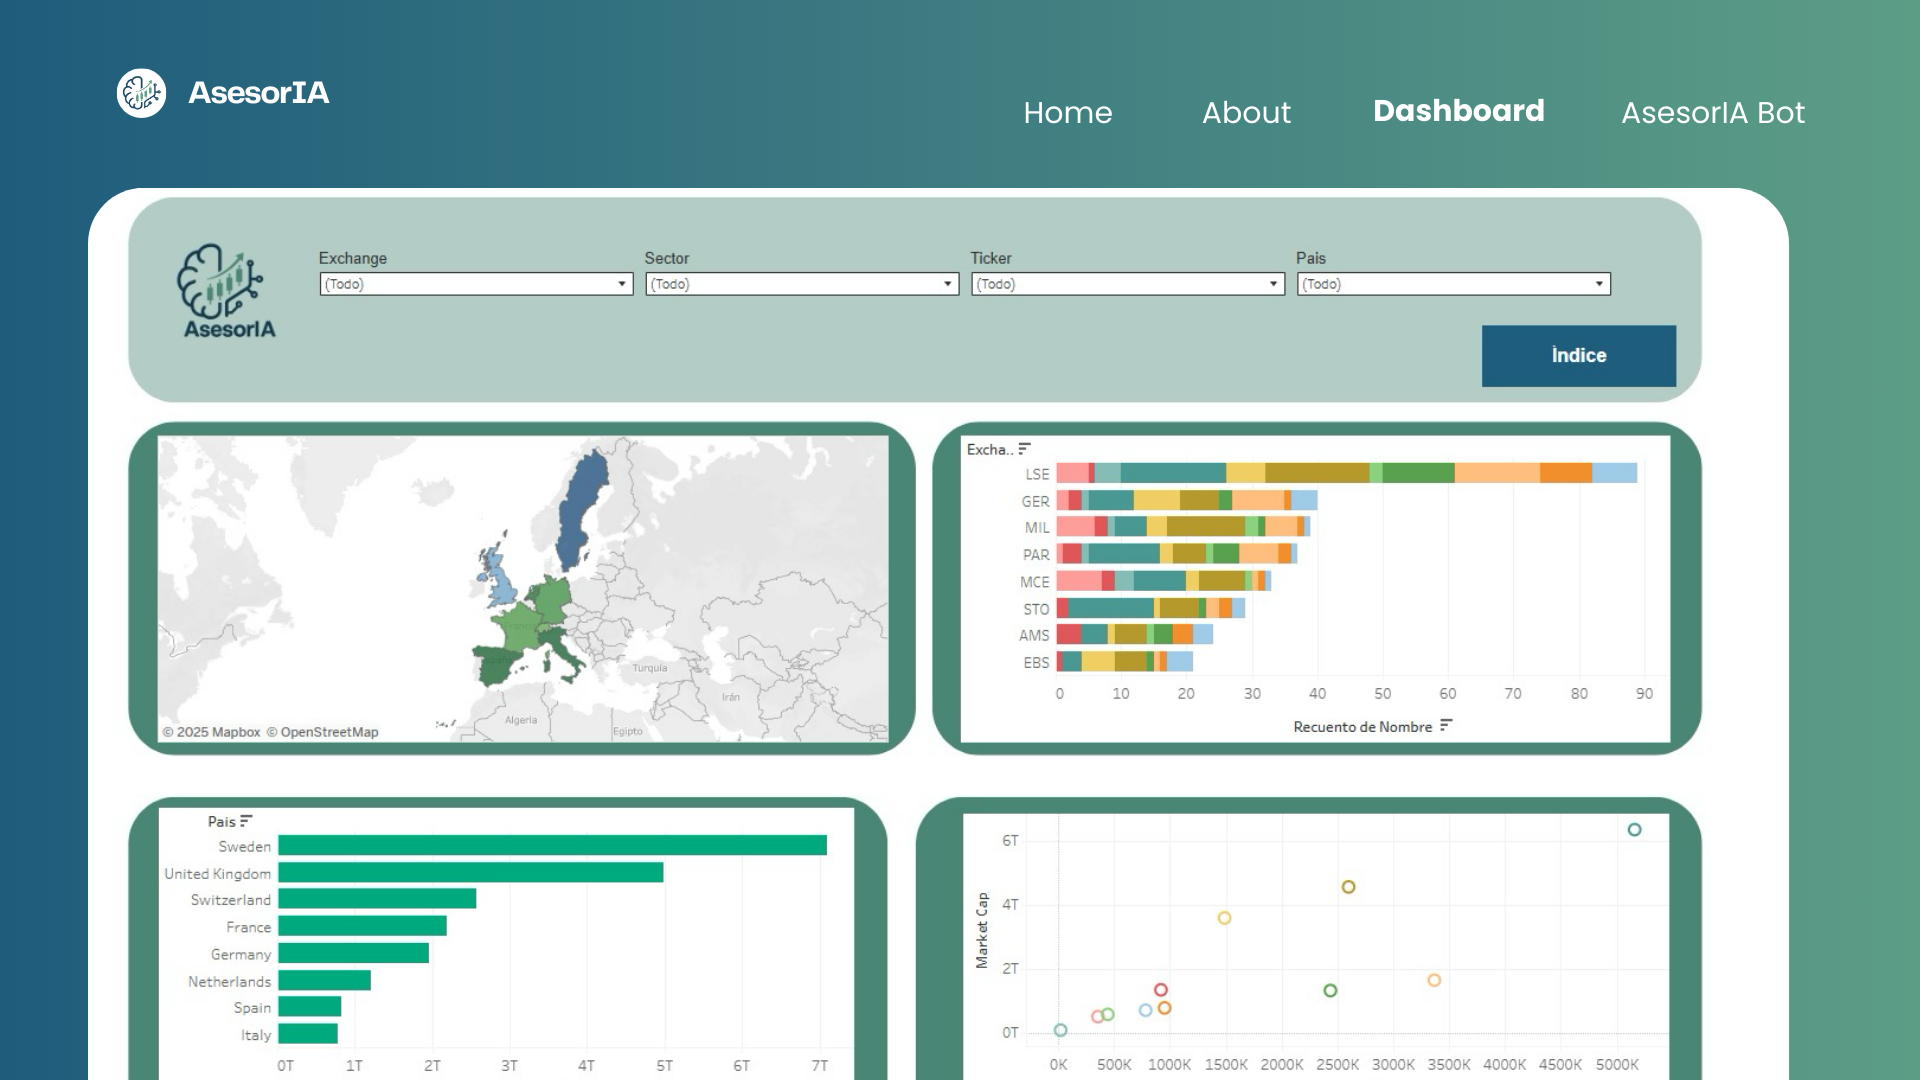 AsesorIA
Home
About
Dashboard
AsesorIA Bot
AsesorIA
Exchange
(Todo)
Sector
(Todo)
Ticker
(Todo)
Pais
(Todo)
Índice
Turquía
Irán
Algeria
Egipto
© 2025 Mapbox © OpenStreetMap
Excha..
LSE
GER
MIL
PAR
MCE
STO
AMS
EBS
0 10 20 30 40 50 60 70 80 90
Recuento de Nombre
Pais
Sweden
United Kingdom
Switzerland
France
Germany
Netherlands
Spain
Italy
0T 1T 2T 3T 4T 5T 6T 7T
Market Cap
6T
4T
2T
0T
0K 500K 1000K 1500K 2000K 2500K 3000K 3500K 4000K 4500K 5000K